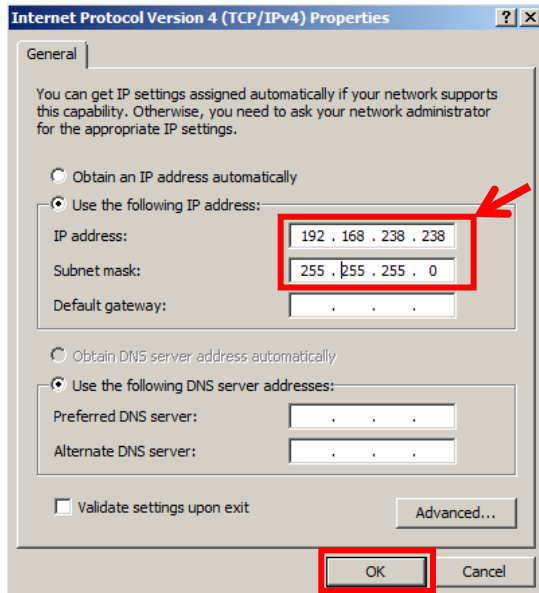 Internet Protocol Version 4 (TCP/IPv4) Properties
General
You can get IP settings assigned automatically if your network supports
this capability. Otherwise, you need to ask your network administrator
for the appropriate IP settings.
Obtain an IP address automatically
Use the following IP address:
IP address: 192 . 168 . 238 . 238
Subnet mask: 255 . 255 . 255 . 0
Default gateway: . . .
Obtain DNS server address automatically
Use the following DNS server addresses:
Preferred DNS server: . . .
Alternate DNS server: . . .
Validate settings upon exit
Advanced...
OK Cancel